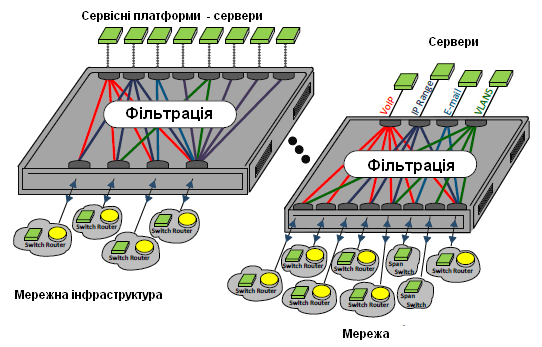 Сервісні платформи - сервери
Фільтрація
Switch Router
Switch Router
Switch Router
Switch Router
Мережна інфраструктура
Сервери
VoIP
IP Range
E-mail
VLANS
Фільтрація
Switch Router
Switch Router
Switch Router
Span
Switch
Switch Router
Switch Router
Switch Router
Switch Router
Span
Switch
Мережа